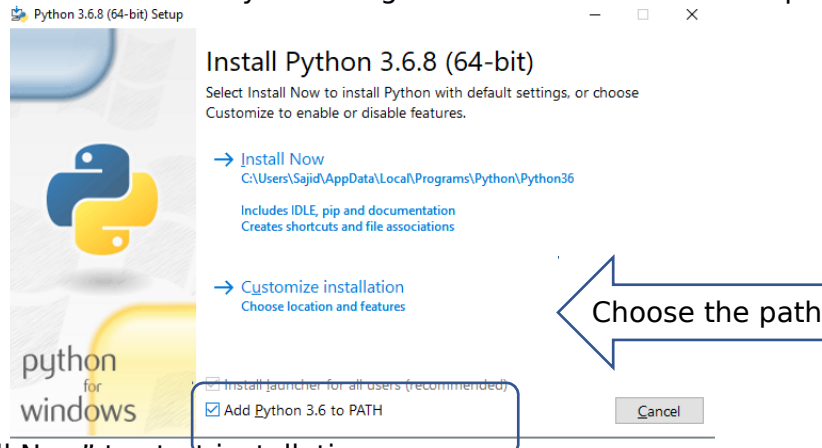 Python 3.6.8 (64-bit) Setup
Install Python 3.6.8 (64-bit)
Select Install Now to install Python with default settings, or choose
Customize to enable or disable features.
Install Now
C:\Users\Sajid\AppData\Local\Programs\Python\Python36
Includes IDLE, pip and documentation
Creates shortcuts and file associations
Customize installation
Choose location and features
Choose the path
python
for
windows
Install launcher for all users (recommended)
Add Python 3.6 to PATH
Cancel